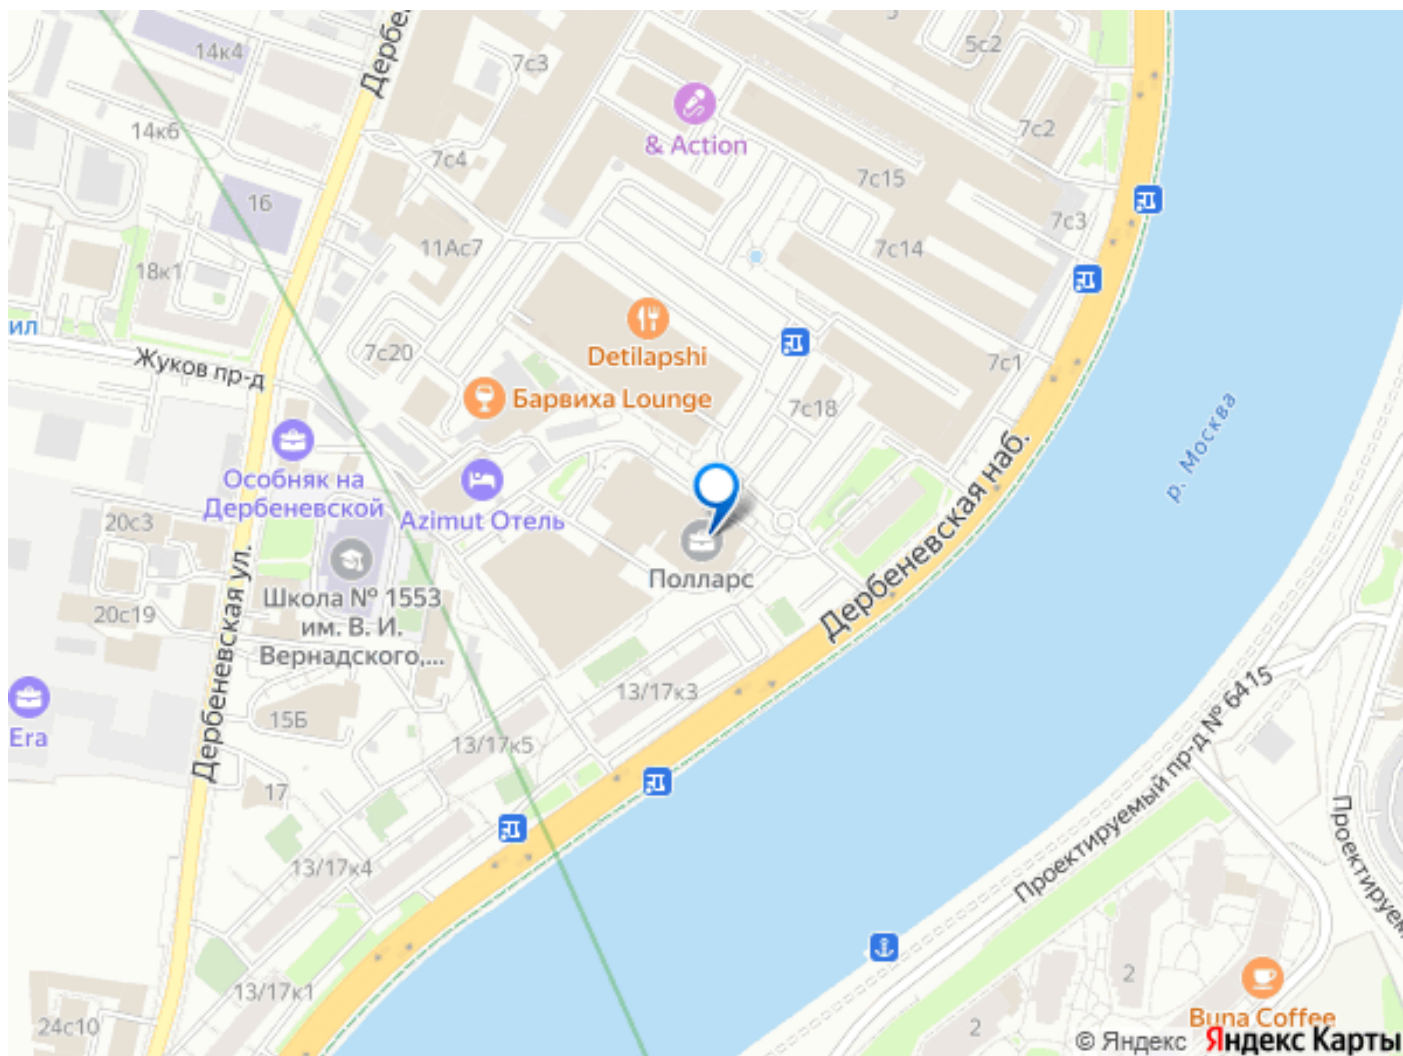 14к4
Дербе
7с3
5
5с2
14к6
& Action
7с2
7с4
7с15
16
7с3
11Ас7
7с14
18к1
ил
Жуков пр-д
7с20
Detilapshi
7с1
Барвиха Lounge
7с18
р. Москва
Особняк на
Дербеневской
Azimut Отель
20с3
Полларс
Дербеневская наб.
Школа № 1553
им. В. И.
Вернадского,...
20с19
Дербеневская ул.
13/17к3
Проектируемый пр-д № 6415
Era
15Б
13/17к5
17
Проектируем
13/17к4
13/17к1
2
24с10
2
Buna Coffee
© Яндекс Яндекс Карты